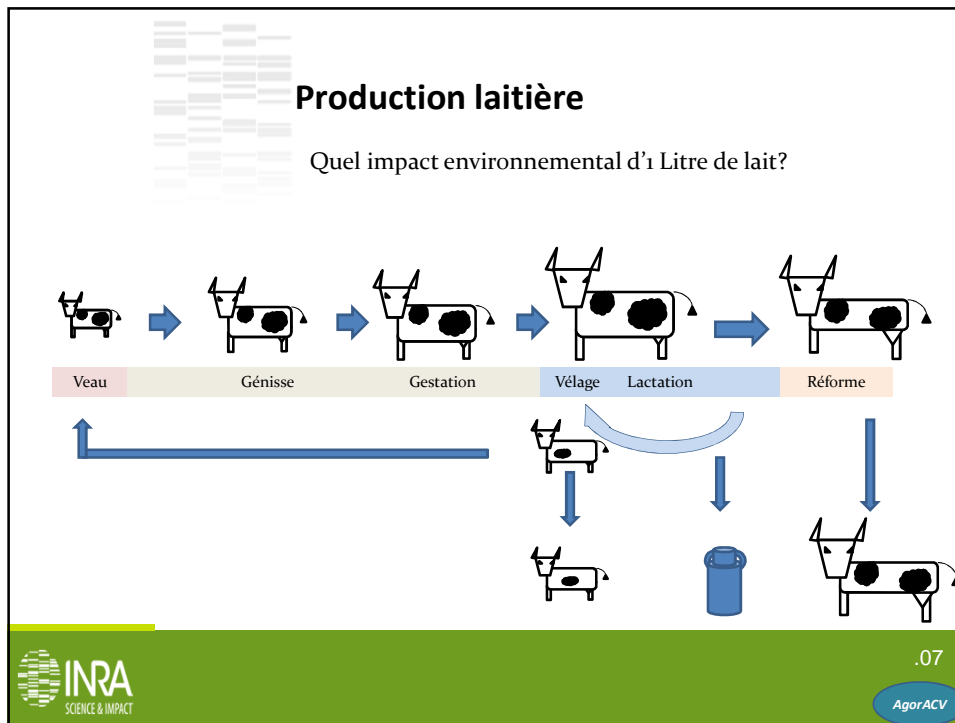 Production laitière
Quel impact environnemental d'1 Litre de lait?
Veau Génisse Gestation Vélage Lactation Réforme
INRA
SCIENCE & IMPACT
.07
AgorACV